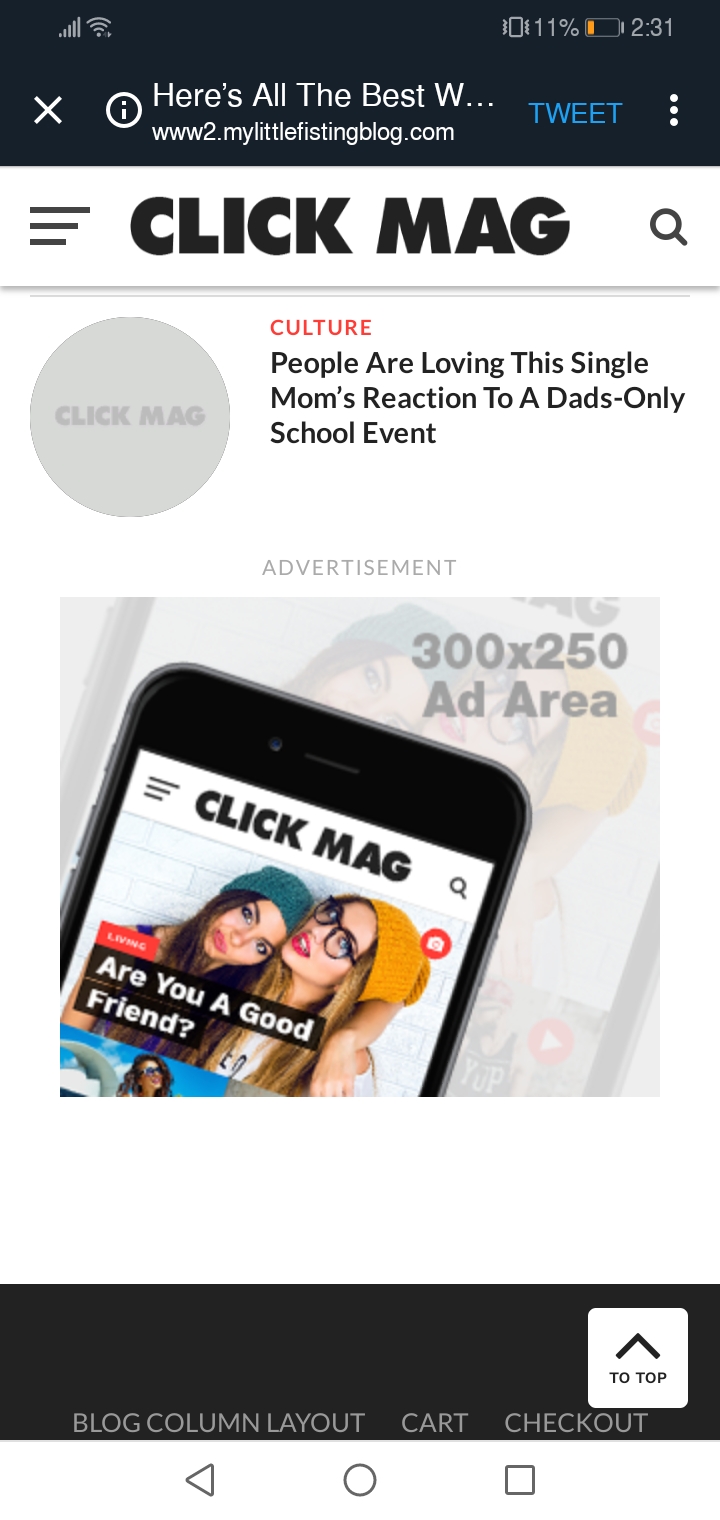 11% 2:31
Here’s All The Best W...
www2.mylittlefistingblog.com
TWEET
CLICK MAG
CULTURE
People Are Loving This Single
Mom’s Reaction To A Dads-Only
School Event
CLICK MAG
ADVERTISEMENT
300x250
Ad Area
CLICK MAG
LIVING
Are You A Good
Friend?
YUP
TO TOP
BLOG COLUMN LAYOUT CART CHECKOUT